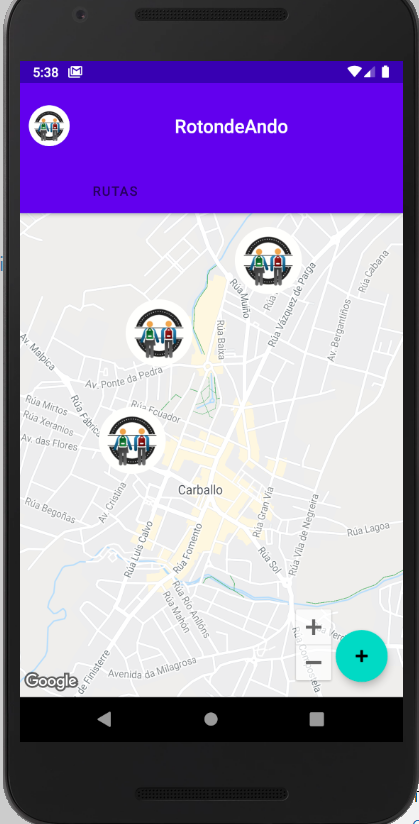 5:38
RotondeAndo
RUTAS
Rúa Cabana
Rúa Muíño
Rúa Vázquez de Parga
Av. Bergantiños
Rúa Baixa
Av. Malpica
Av. Ponte da Pedra
Rúa Mirtos
Rúa Fábrica
Rúa Ecuador
Rúa Xeranios
Av. das Flores
Av. Cristina
Carballo
Rúa Gran Vía
Rúa Begoñas
Rúa Vila de Negreira
Rúa Lagoa
Rúa Luis Calvo
Rúa Fomento
Rúa Sol
Rúa Río Anllóns
Rúa Mahón
+
−
+
de Finisterre
Avenida da Milagrosa
Google